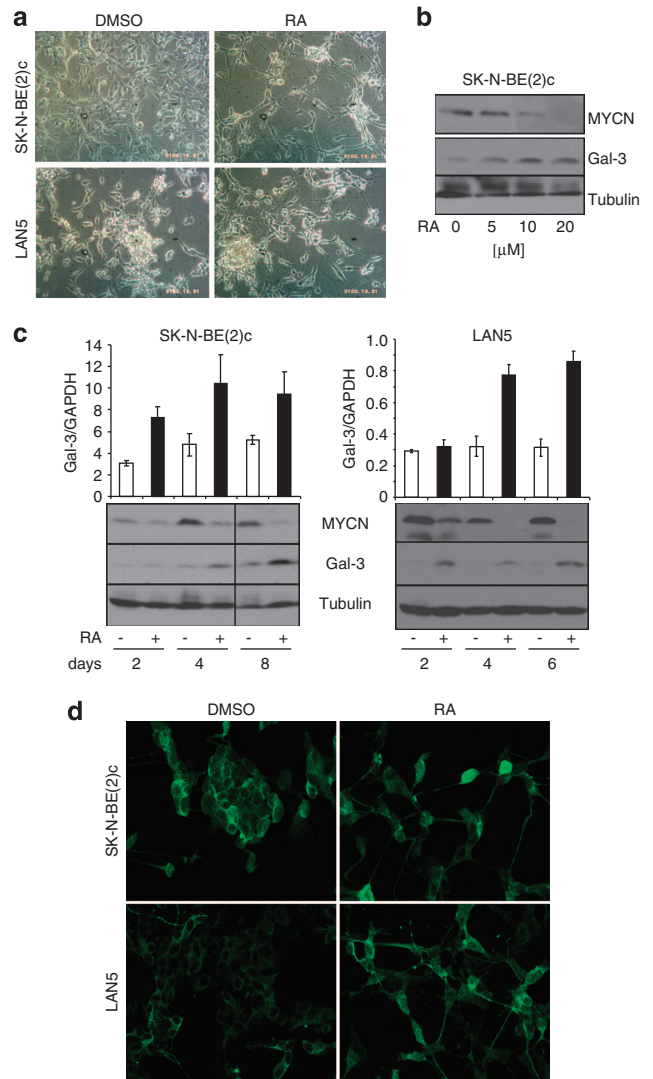 a
DMSO RA
SK-N-BE(2)c
LAN5
b
SK-N-BE(2)c
MYCN
Gal-3
Tubulin
RA 0 5 10 20
[μM]
c
SK-N-BE(2)c
Gal-3/GAPDH
14
12
10
8
6
4
2
0
LAN5
Gal-3/GAPDH
1.0
0.8
0.6
0.4
0.2
0.0
MYCN
Gal-3
Tubulin
RA - + - + - +
days 2 4 8
- + - + - +
2 4 6
d
DMSO RA
SK-N-BE(2)c
LAN5